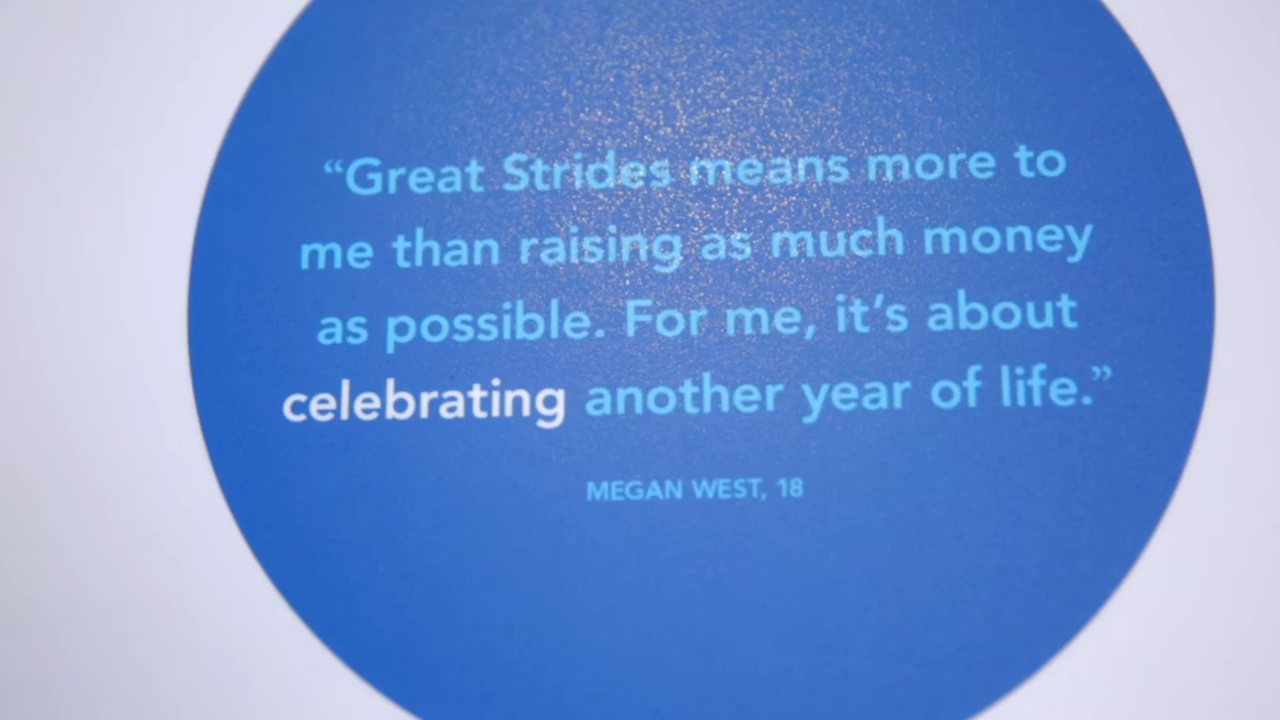 “Great Strides means more to
me than raising as much money
as possible. For me, it’s about
celebrating another year of life.”
MEGAN WEST, 18